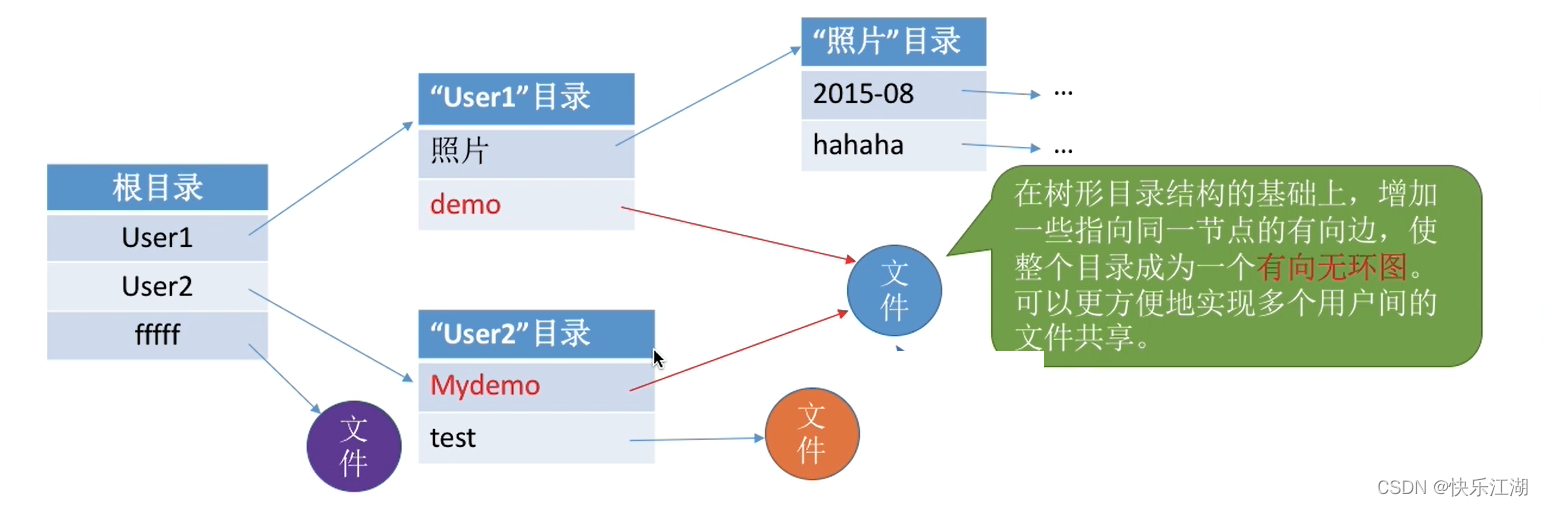 “照片”目录
2015-08
...
hahaha
...
“User1”目录
照片
demo
根目录
User1
User2
fffff
“User2”目录
Mydemo
test
文
件
文
件
文
件
在树形目录结构的基础上，增加
一些指向同一节点的有向边，使
整个目录成为一个有向无环图。
可以更方便地实现多个用户间的
文件共享。
CSDN @快乐江湖